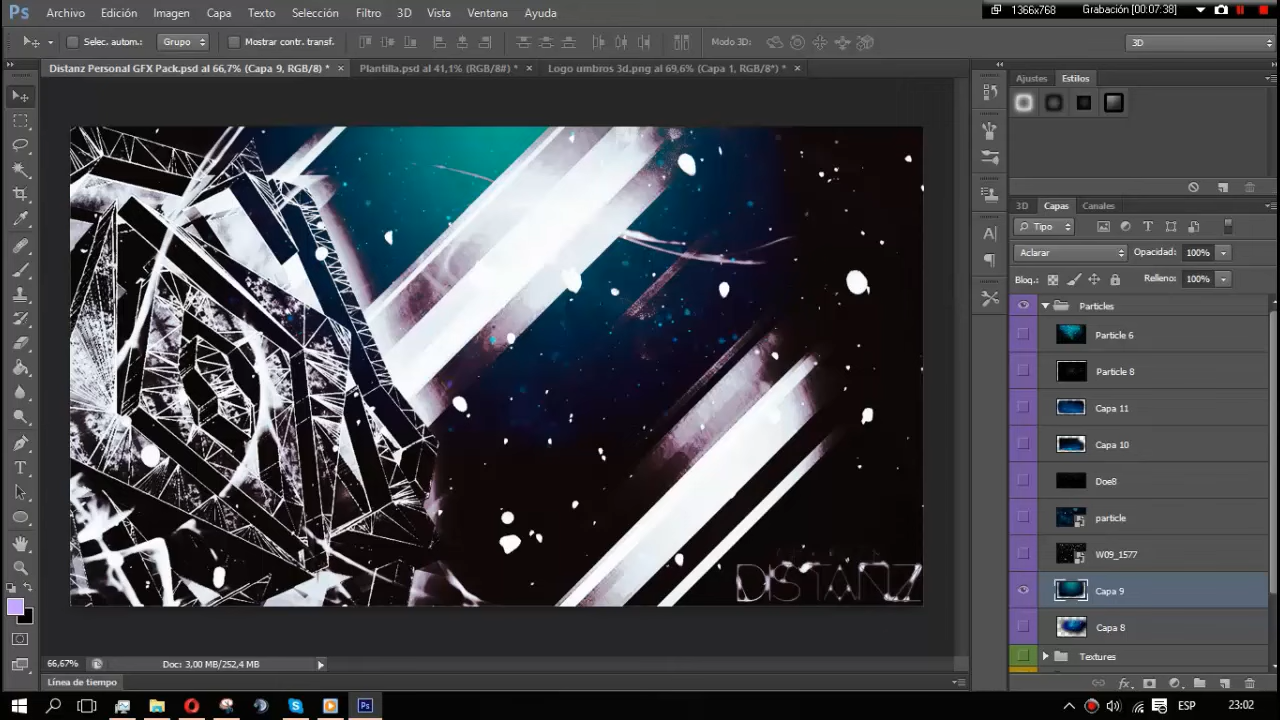 Ps Archivo Edición Imagen Capa Texto Selección Filtro 3D Vista Ventana Ayuda
1366x768 Grabación [00:07:38]
Selec. autom.: Grupo Mostrar contr. transf. Modo 3D: 3D
Distanz Personal GFX Pack.psd al 66,7% (Capa 9, RGB/8) * × Plantilla.psd al 41,1% (RGB/8#) * × Logo umbros 3d.png al 69,6% (Capa 1, RGB/8*) * ×
Ajustes Estilos
3D Capas Canales
Tipo
Aclarar Opacidad: 100%
Bloq.: Relleno: 100%
Particles
Particle 6
Particle 8
Capa 11
Capa 10
Doe8
particle
W09_1577
Capa 9
Capa 8
Textures
DISTANZ
66,67% Doc: 3,00 MB/252,4 MB
Línea de tiempo
ESP 23:02